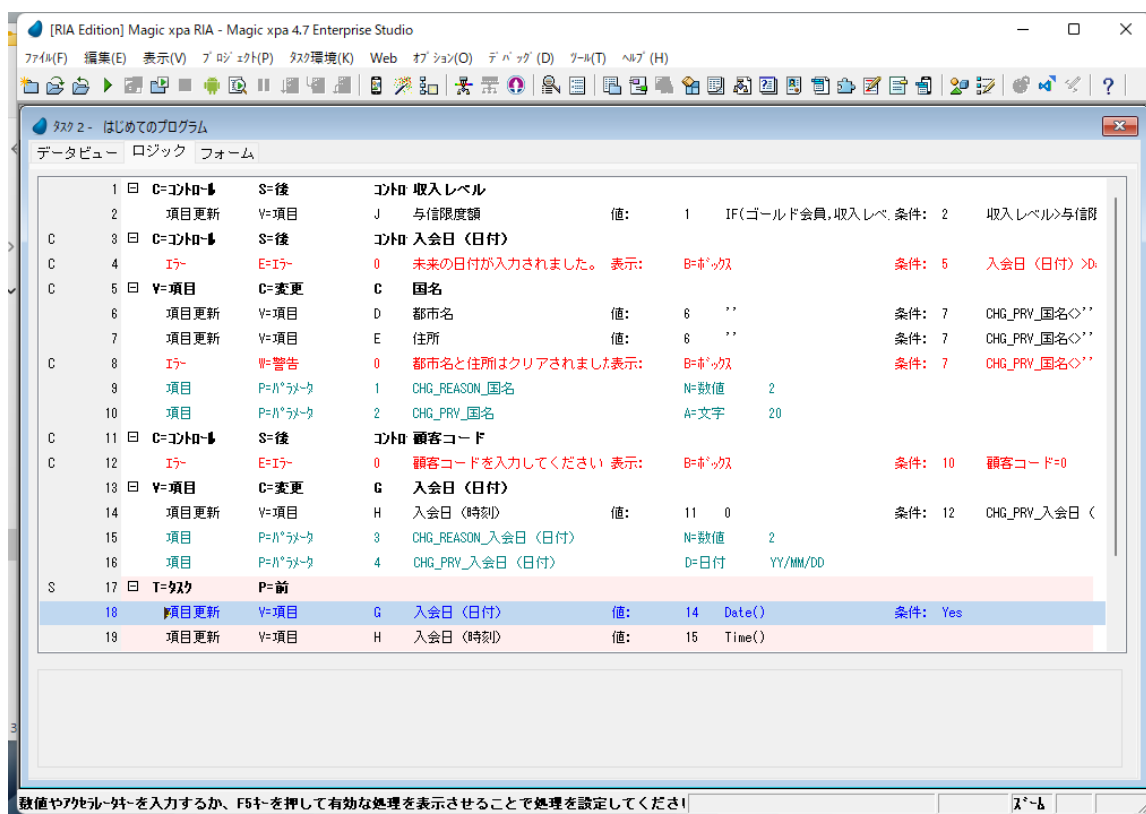 [RIA Edition] Magic xpa RIA - Magic xpa 4.7 Enterprise Studio
ﾌｧｲﾙ(F) 編集(E) 表示(V) ﾌﾟﾛｼﾞｪｸﾄ(P) ﾀｽｸ環境(K) Web ｵﾌﾟｼｮﾝ(O) ﾃﾞﾊﾞｯｸﾞ(D) ﾂｰﾙ(T) ﾍﾙﾌﾟ(H)
ﾀｽｸ 2 - はじめてのプログラム
データビュー ロジック フォーム
1 C=ｺﾝﾄﾛｰﾙ S=後 ｺﾝﾄﾛ 収入レベル
2 項目更新 V=項目 J 与信限度額 値: 1 IF(ゴールド会員,収入レベ. 条件: 2 収入レベル>与信限
C 3 C=ｺﾝﾄﾛｰﾙ S=後 ｺﾝﾄﾛ 入会日（日付）
C 4 ｴﾗｰ E=ｴﾗｰ 0 未来の日付が入力されました。 表示: B=ﾎﾞｯｸｽ 条件: 5 入会日（日付）>Da
C 5 V=項目 C=変更 C 国名
6 項目更新 V=項目 D 都市名 値: 6 '' 条件: 7 CHG_PRV_国名<>''
7 項目更新 V=項目 E 住所 値: 6 '' 条件: 7 CHG_PRV_国名<>''
C 8 ｴﾗｰ W=警告 0 都市名と住所はクリアされました 表示: B=ﾎﾞｯｸｽ 条件: 7 CHG_PRV_国名<>''
9 項目 P=ﾊﾟﾗﾒｰﾀ 1 CHG_REASON_国名 N=数値 2
10 項目 P=ﾊﾟﾗﾒｰﾀ 2 CHG_PRV_国名 A=文字 20
C 11 C=ｺﾝﾄﾛｰﾙ S=後 ｺﾝﾄﾛ 顧客コード
C 12 ｴﾗｰ E=ｴﾗｰ 0 顧客コードを入力してください 表示: B=ﾎﾞｯｸｽ 条件: 10 顧客コード=0
13 V=項目 C=変更 G 入会日（日付）
14 項目更新 V=項目 H 入会日（時刻） 値: 11 0 条件: 12 CHG_PRV_入会日（
15 項目 P=ﾊﾟﾗﾒｰﾀ 3 CHG_REASON_入会日（日付） N=数値 2
16 項目 P=ﾊﾟﾗﾒｰﾀ 4 CHG_PRV_入会日（日付） D=日付 YY/MM/DD
S 17 T=ﾀｽｸ P=前
18 項目更新 V=項目 G 入会日（日付） 値: 14 Date() 条件: Yes
19 項目更新 V=項目 H 入会日（時刻） 値: 15 Time()
数値やｱｸｾﾗﾚｰﾀｷｰを入力するか、F5ｷｰを押して有効な処理を表示させることで処理を設定してくださ
ｽﾞｰﾑ